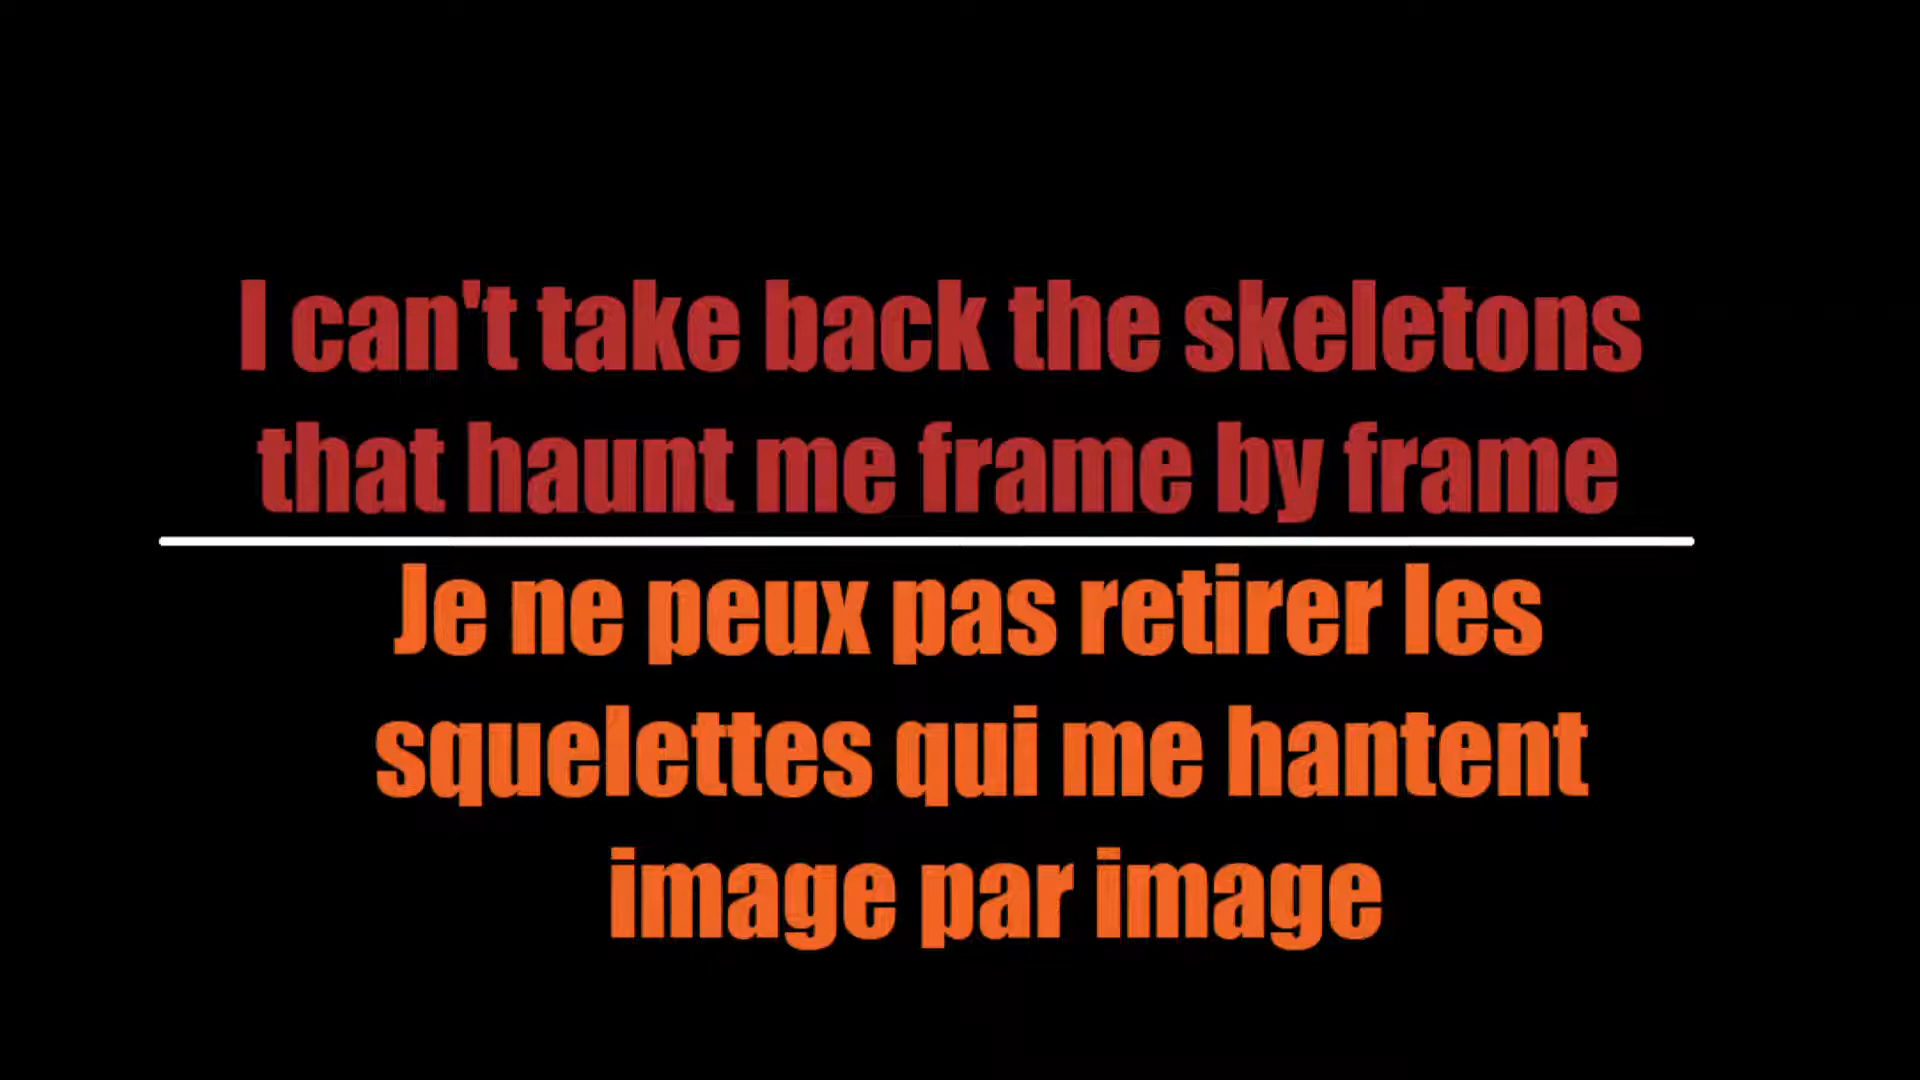 I can't take back the skeletons
that haunt me frame by frame
Je ne peux pas retirer les
squelettes qui me hantent
image par image